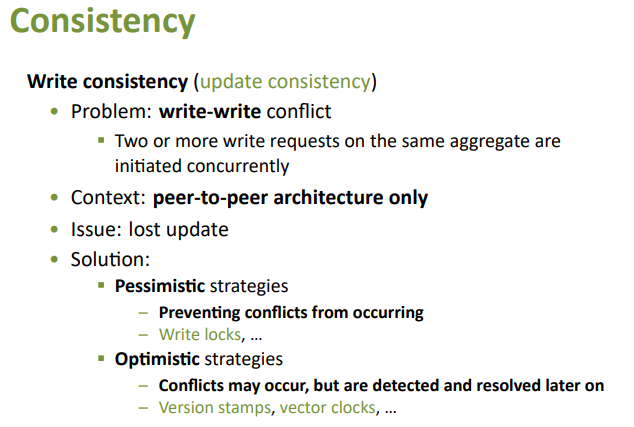 Consistency
Write consistency (update consistency)
• Problem: write-write conflict
▪ Two or more write requests on the same aggregate are
initiated concurrently
• Context: peer-to-peer architecture only
• Issue: lost update
• Solution:
▪ Pessimistic strategies
– Preventing conflicts from occurring
– Write locks, …
▪ Optimistic strategies
– Conflicts may occur, but are detected and resolved later on
– Version stamps, vector clocks, …